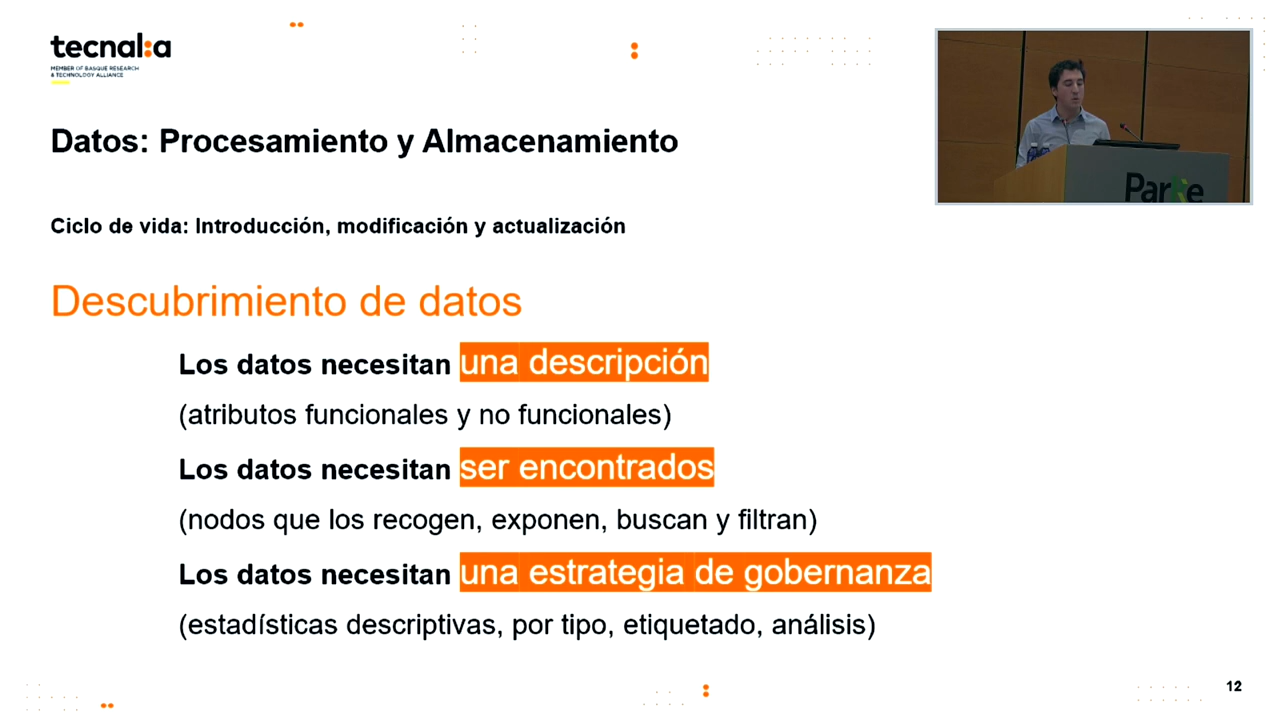 tecnal:a
MEMBER OF BASQUE RESEARCH
& TECHNOLOGY ALLIANCE
Datos: Procesamiento y Almacenamiento
Ciclo de vida: Introducción, modificación y actualización
Descubrimiento de datos
Los datos necesitan una descripción
(atributos funcionales y no funcionales)
Los datos necesitan ser encontrados
(nodos que los recogen, exponen, buscan y filtran)
Los datos necesitan una estrategia de gobernanza
(estadísticas descriptivas, por tipo, etiquetado, análisis)
12